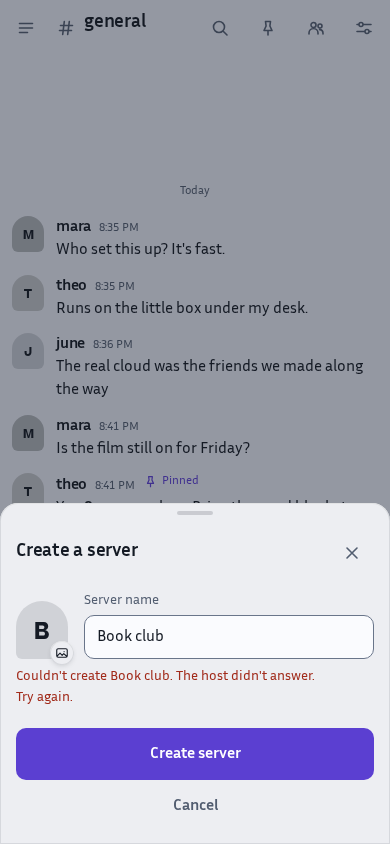 # general
Today
M
mara 8:35 PM
Who set this up? It's fast.
T
theo 8:35 PM
Runs on the little box under my desk.
J
june 8:36 PM
The real cloud was the friends we made along
the way
M
mara 8:41 PM
Is the film still on for Friday?
T
theo 8:41 PM Pinned
Create a server
B
Server name
Book club
Couldn't create Book club. The host didn't answer.
Try again.
Create server
Cancel